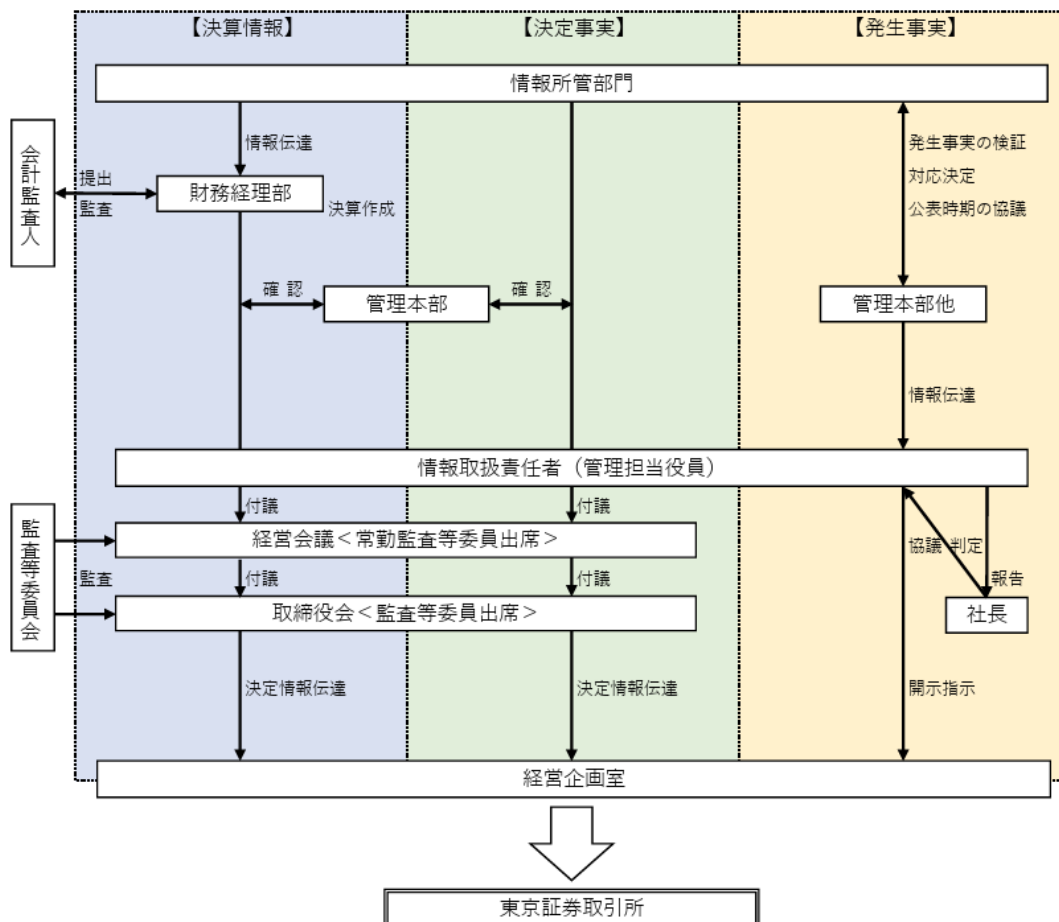 【決算情報】
【決定事実】
【発生事実】
情報所管部門
情報伝達
会計監査人
提出
監査
財務経理部
決算作成
発生事実の検証
対応決定
公表時期の協議
確 認
管理本部
確 認
管理本部他
情報伝達
情報取扱責任者（管理担当役員）
付議
付議
監査等委員会
経営会議＜常勤監査等委員出席＞
協議
判定
監査
付議
付議
報告
取締役会＜監査等委員出席＞
社長
決定情報伝達
決定情報伝達
開示指示
経営企画室
東京証券取引所